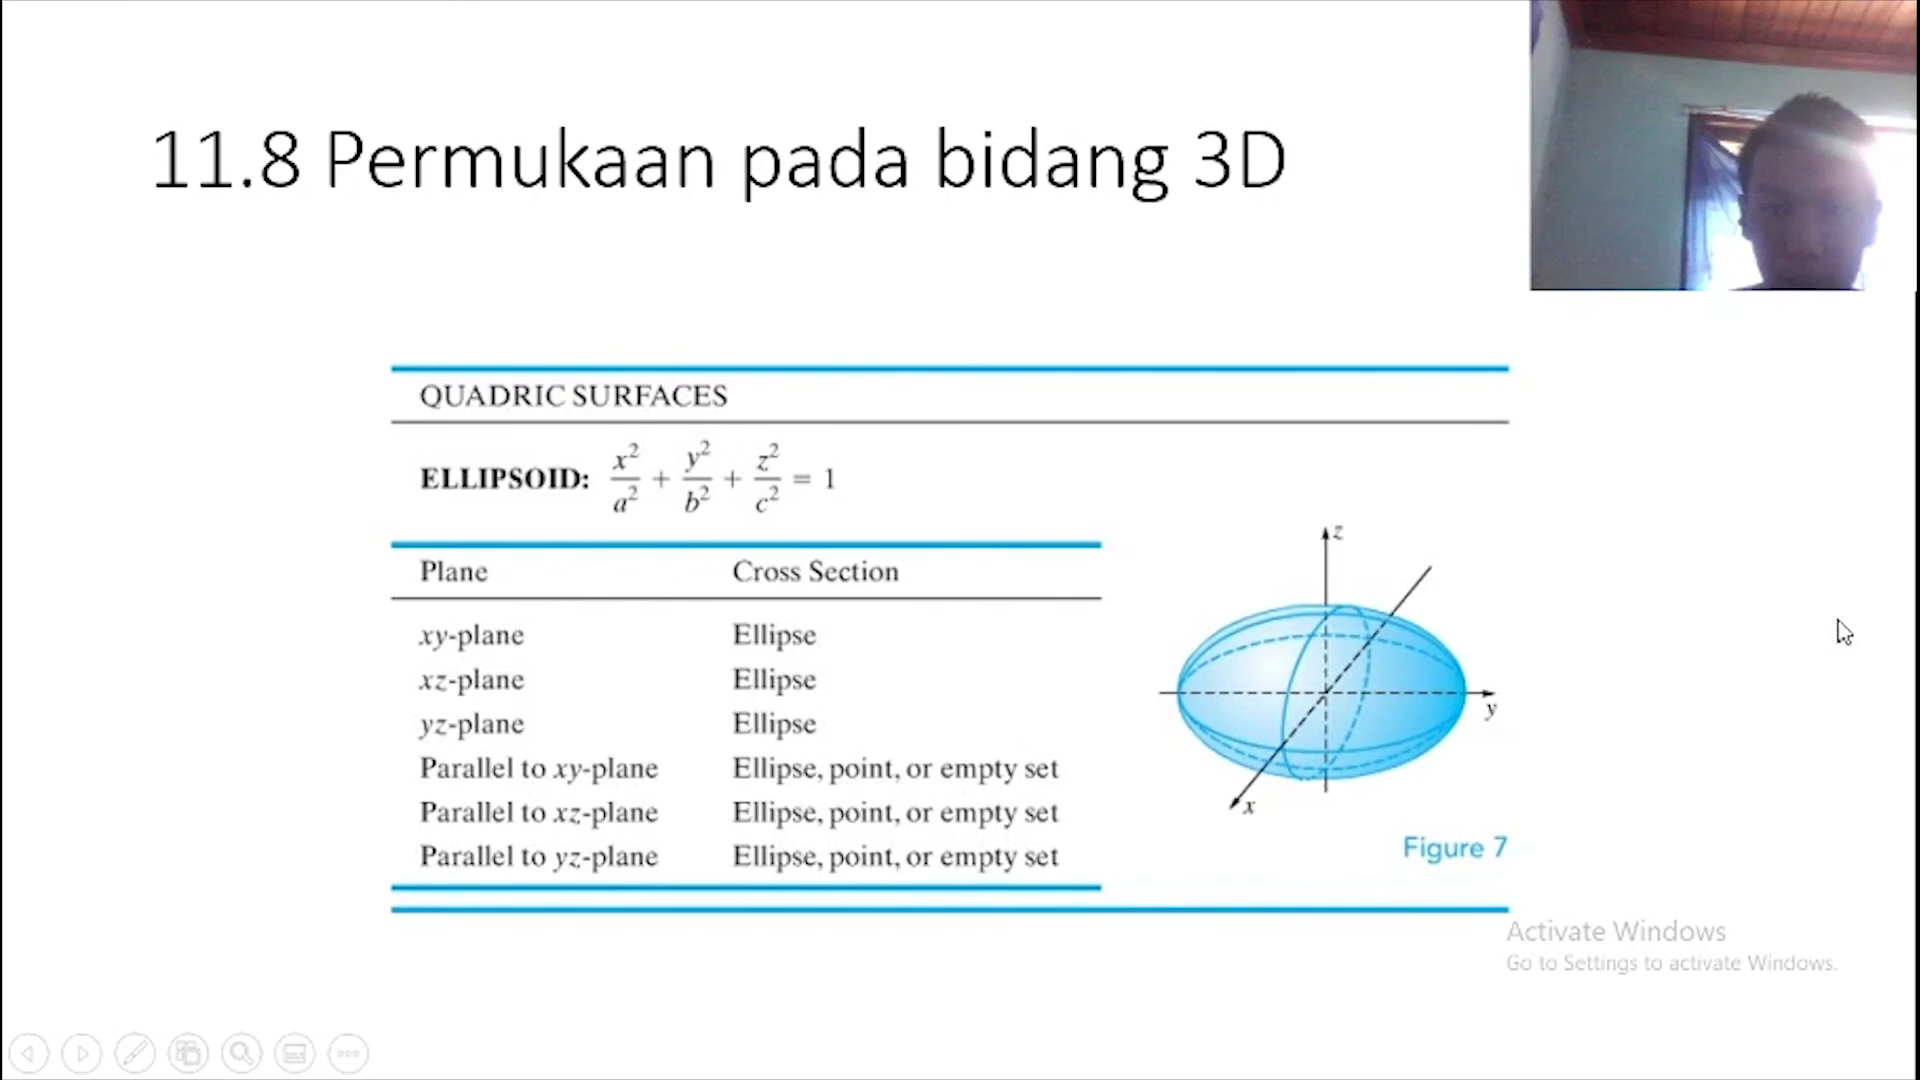 11.8 Permukaan pada bidang 3D
QUADRIC SURFACES
ELLIPSOID: x²/a² + y²/b² + z²/c² = 1
Plane Cross Section
xy-plane Ellipse
xz-plane Ellipse
yz-plane Ellipse
Parallel to xy-plane Ellipse, point, or empty set
Parallel to xz-plane Ellipse, point, or empty set
Parallel to yz-plane Ellipse, point, or empty set
z
y
x
Figure 7
Activate Windows
Go to Settings to activate Windows.